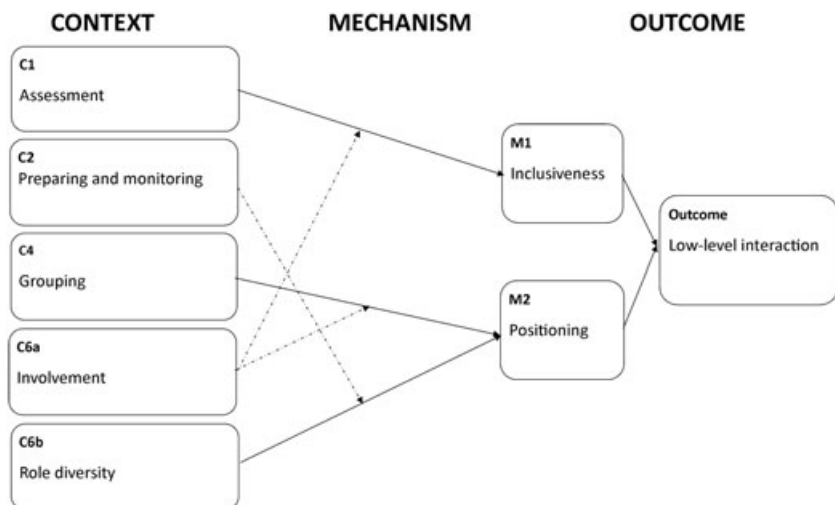 CONTEXT
MECHANISM
OUTCOME
C1
Assessment
C2
Preparing and monitoring
C4
Grouping
C6a
Involvement
C6b
Role diversity
M1
Inclusiveness
M2
Positioning
Outcome
Low-level interaction